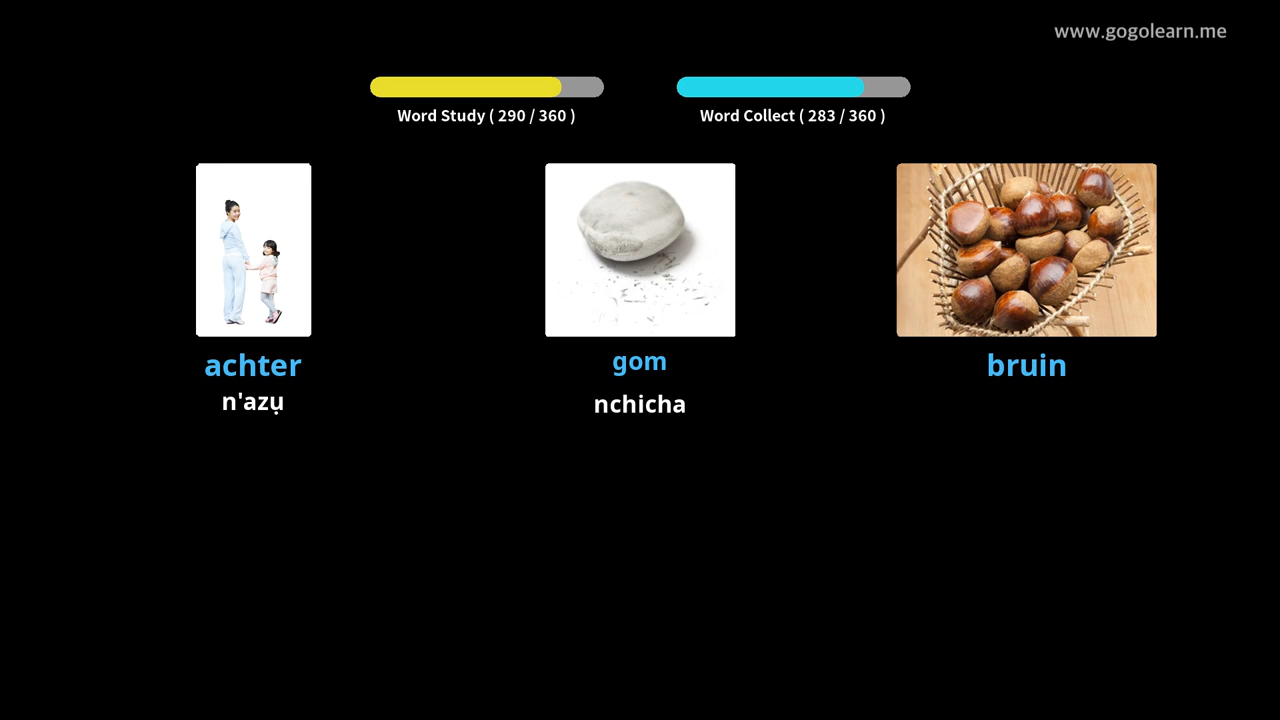 www.gogolearn.me
Word Study ( 290 / 360 )
Word Collect ( 283 / 360 )
achter
n'azụ
gom
nchicha
bruin